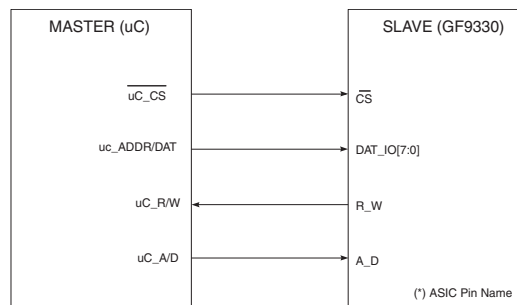 MASTER (uC) SLAVE (GF9330)
uC_CS CS
uc_ADDR/DAT DAT_IO[7:0]
uC_R/W R_W
uC_A/D A_D
(*) ASIC Pin Name